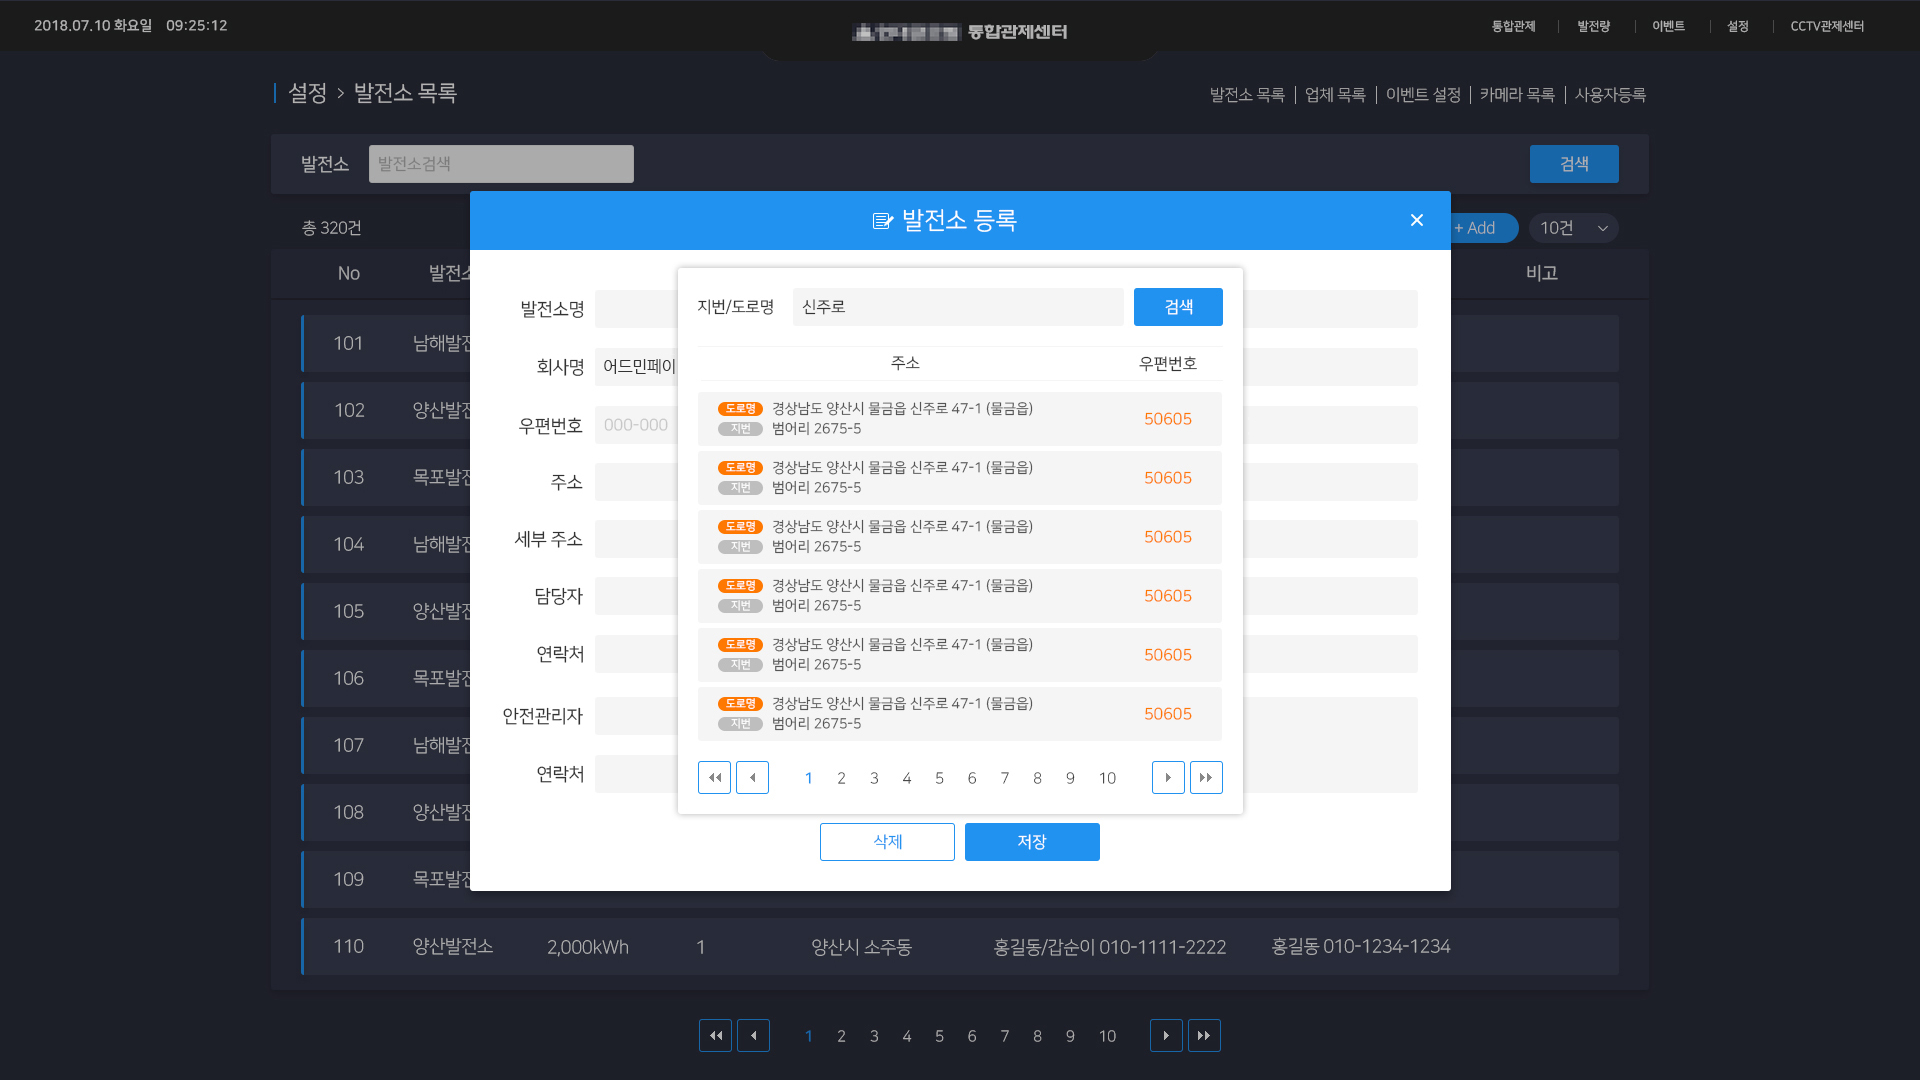 2018.07.10 화요일 09:25:12
통합관제센터
통합관제 발전량 이벤트 설정 CCTV관제센터
설정 > 발전소 목록
발전소 목록 업체 목록 이벤트 설정 카메라 목록 사용자등록
발전소 발전소검색 검색
총 320건
+ Add 10건
No 발전소 비고
발전소 등록
발전소명
회사명 어드민페이
우편번호 000-000
주소
세부 주소
담당자
연락처
안전관리자
연락처
지번/도로명 신주로 검색
주소 우편번호
도로명 경상남도 양산시 물금읍 신주로 47-1 (물금읍) 50605
지번 범어리 2675-5
도로명 경상남도 양산시 물금읍 신주로 47-1 (물금읍) 50605
지번 범어리 2675-5
도로명 경상남도 양산시 물금읍 신주로 47-1 (물금읍) 50605
지번 범어리 2675-5
도로명 경상남도 양산시 물금읍 신주로 47-1 (물금읍) 50605
지번 범어리 2675-5
도로명 경상남도 양산시 물금읍 신주로 47-1 (물금읍) 50605
지번 범어리 2675-5
도로명 경상남도 양산시 물금읍 신주로 47-1 (물금읍) 50605
지번 범어리 2675-5
1 2 3 4 5 6 7 8 9 10
삭제 저장
101 남해발전
102 양산발전
103 목포발전
104 남해발전
105 양산발전
106 목포발전
107 남해발전
108 양산발전
109 목포발전
110 양산발전소 2,000kWh 1 양산시 소주동 홍길동/갑순이 010-1111-2222 홍길동 010-1234-1234
1 2 3 4 5 6 7 8 9 10